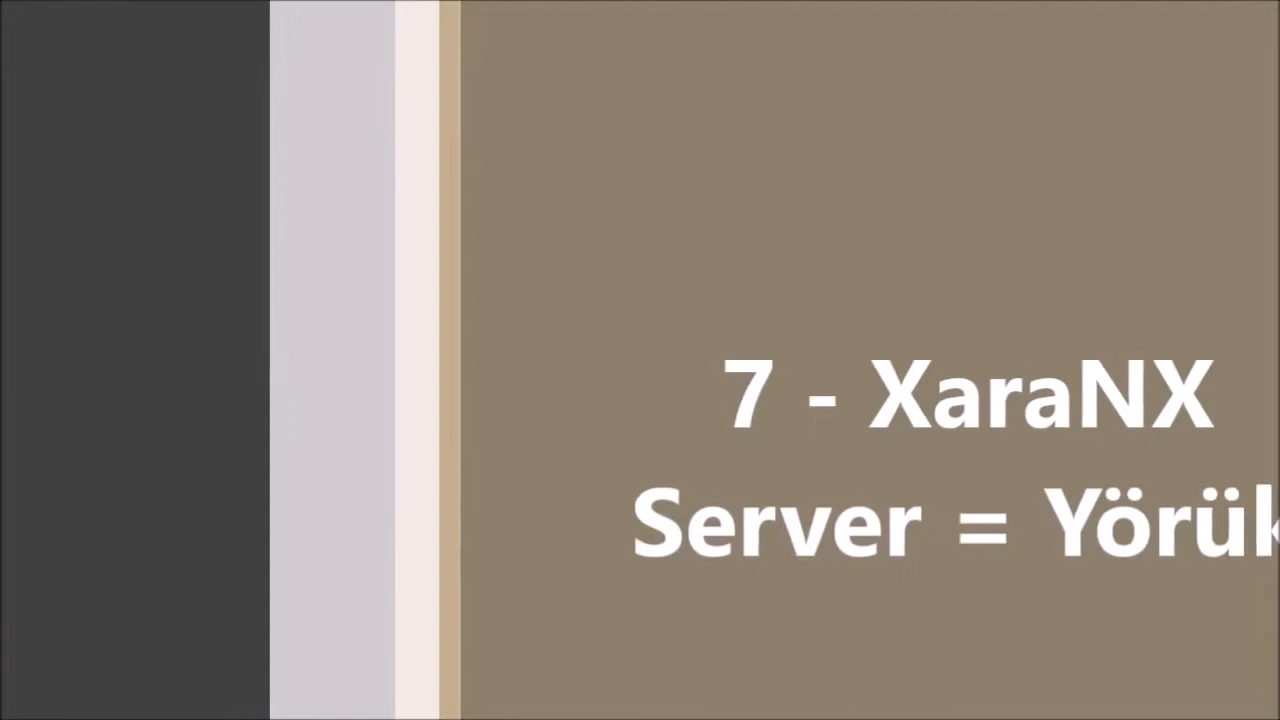 7 - XaraNX
Server = Yörük